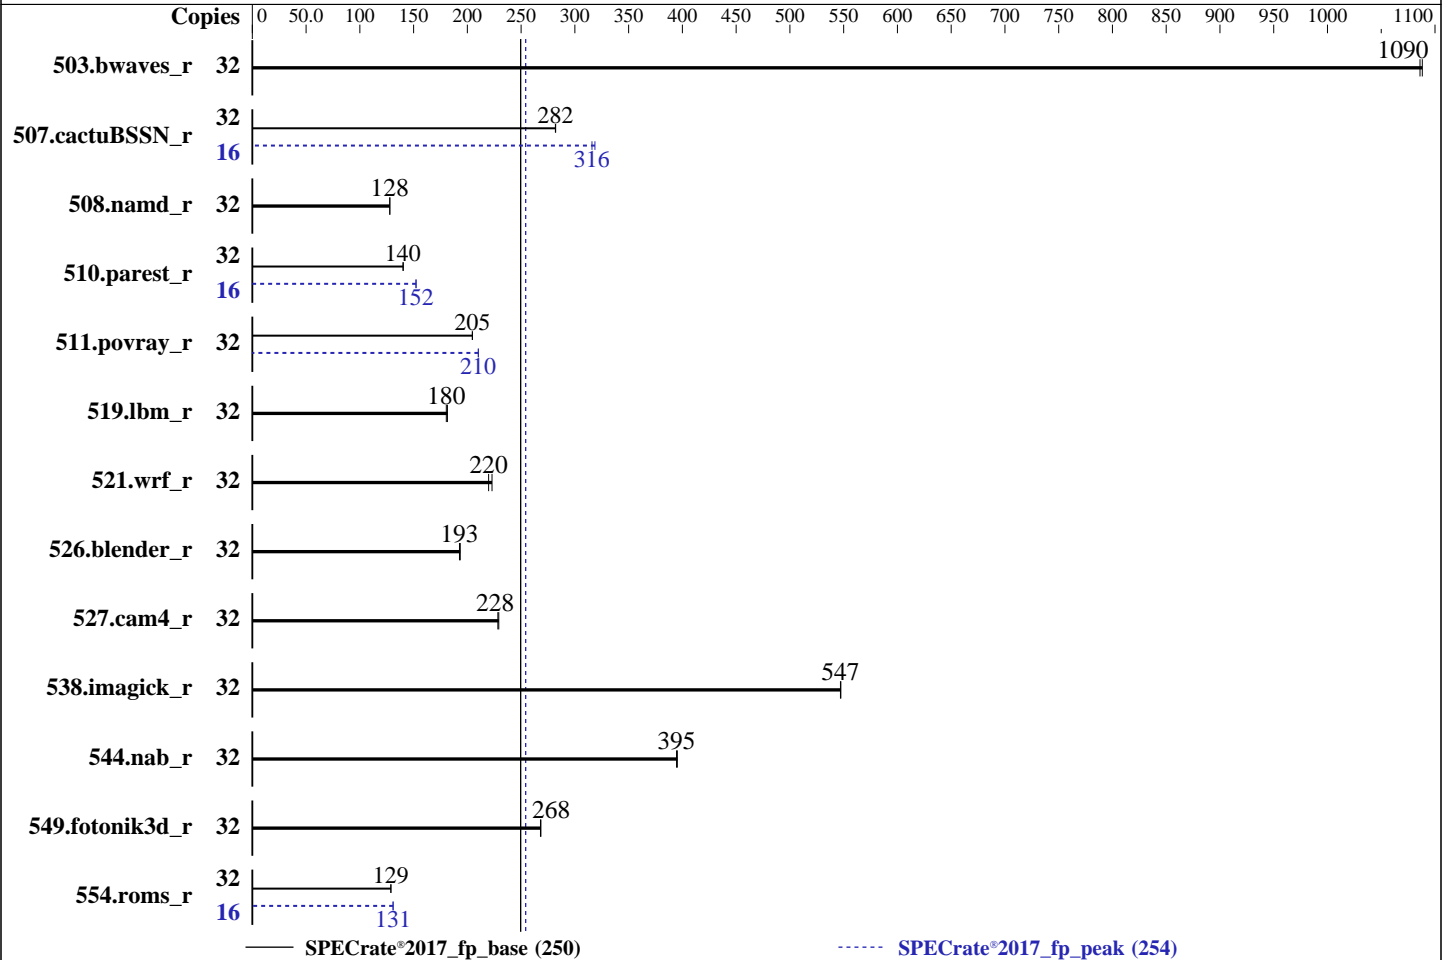 Copies 0 50.0 100 150 200 250 300 350 400 450 500 550 600 650 700 750 800 850 900 950 1000 1100
503.bwaves_r 32 1090
507.cactuBSSN_r 32 282
16 316
508.namd_r 32 128
510.parest_r 32 140
16 152
511.povray_r 32 205
210
519.lbm_r 32 180
521.wrf_r 32 220
526.blender_r 32 193
527.cam4_r 32 228
538.imagick_r 32 547
544.nab_r 32 395
549.fotonik3d_r 32 268
554.roms_r 32 129
16 131
SPECrate®2017_fp_base (250) SPECrate®2017_fp_peak (254)